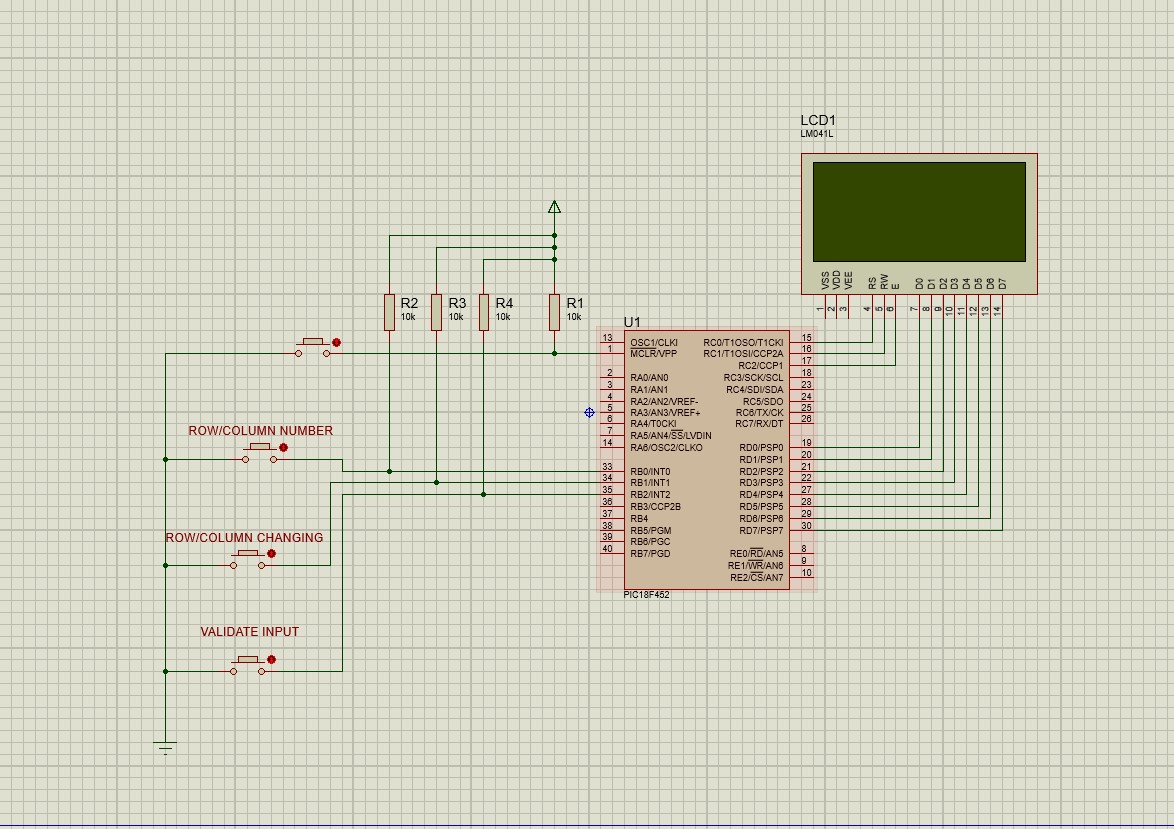 LCD1
LM041L
VSS
VDD
VEE
RS
RW
E
D0
D1
D2
D3
D4
D5
D6
D7
1
2
3
4
5
6
7
8
9
10
11
12
13
14
R2
10k
R3
10k
R4
10k
R1
10k
U1
13 OSC1/CLKI RC0/T1OSO/T1CKI 15
1 MCLR/VPP RC1/T1OSI/CCP2A 16
RC2/CCP1 17
2 RA0/AN0 RC3/SCK/SCL 18
3 RA1/AN1 RC4/SDI/SDA 23
4 RA2/AN2/VREF- RC5/SDO 24
5 RA3/AN3/VREF+ RC6/TX/CK 25
6 RA4/T0CKI RC7/RX/DT 26
7 RA5/AN4/SS/LVDIN
14 RA6/OSC2/CLKO RD0/PSP0 19
RD1/PSP1 20
33 RB0/INT0 RD2/PSP2 21
34 RB1/INT1 RD3/PSP3 22
35 RB2/INT2 RD4/PSP4 27
36 RB3/CCP2B RD5/PSP5 28
37 RB4 RD6/PSP6 29
38 RB5/PGM RD7/PSP7 30
39 RB6/PGC
40 RB7/PGD RE0/RD/AN5 8
RE1/WR/AN6 9
RE2/CS/AN7 10
PIC18F452
ROW/COLUMN NUMBER
ROW/COLUMN CHANGING
VALIDATE INPUT